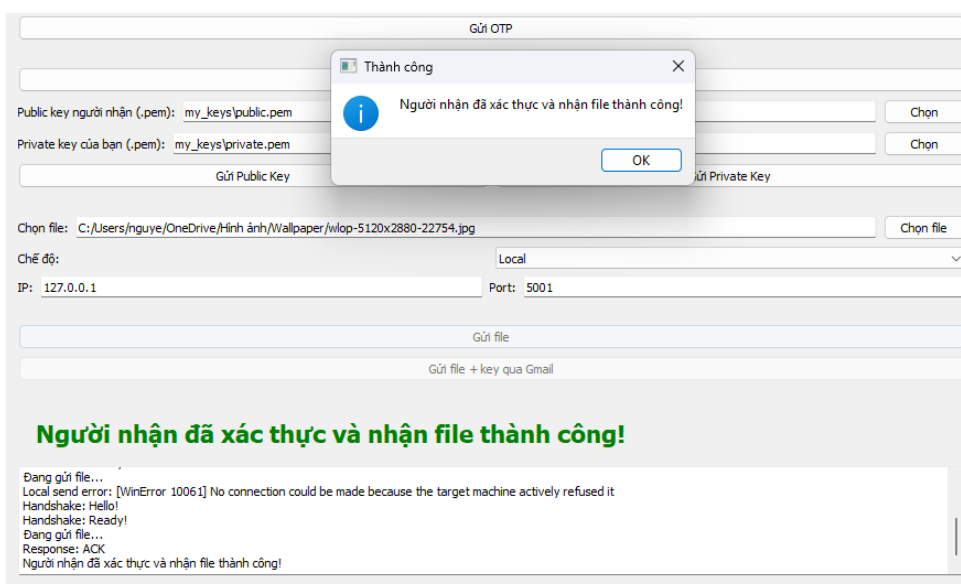 Gửi OTP
Thành công
Người nhận đã xác thực và nhận file thành công!
OK
Public key người nhận (.pem): my_keys\public.pem Chọn
Private key của bạn (.pem): my_keys\private.pem Chọn
Gửi Public Key ửi Private Key
Chọn file: C:/Users/nguye/OneDrive/Hình ảnh/Wallpaper/wlop-5120x2880-22754.jpg Chọn file
Chế độ: Local
IP: 127.0.0.1 Port: 5001
Gửi file
Gửi file + key qua Gmail
Người nhận đã xác thực và nhận file thành công!
Đang gửi file...
Local send error: [WinError 10061] No connection could be made because the target machine actively refused it
Handshake: Hello!
Handshake: Ready!
Đang gửi file...
Response: ACK
Người nhận đã xác thực và nhận file thành công!